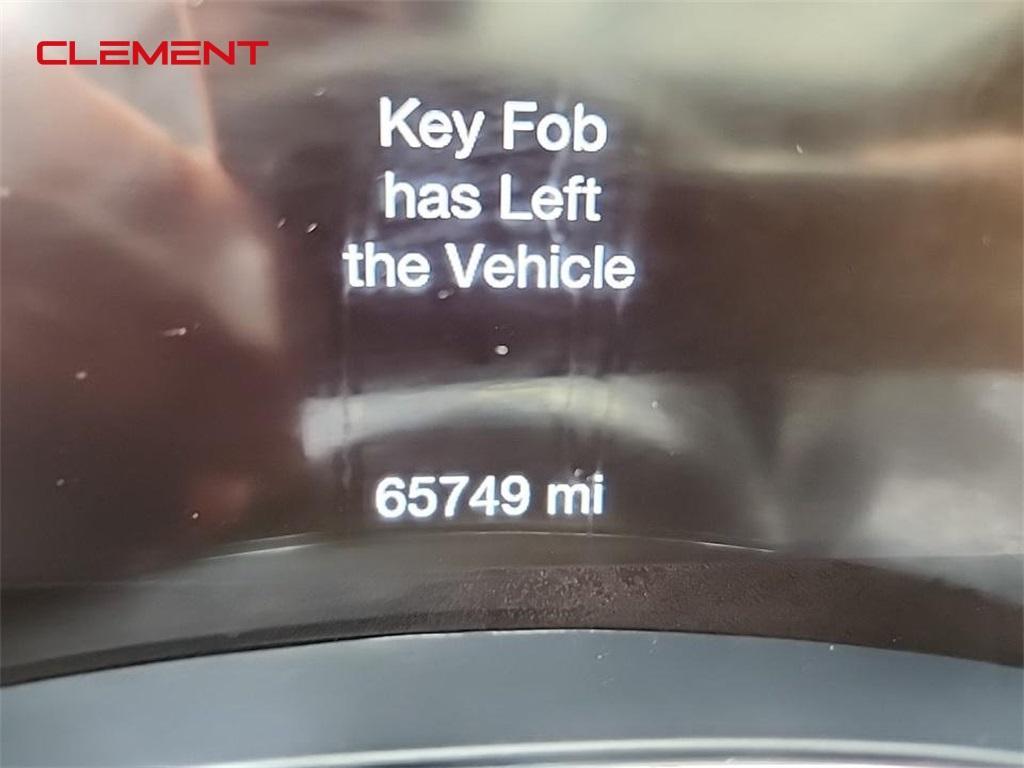 CLEMENT
Key Fob
has Left
the Vehicle
65749 mi